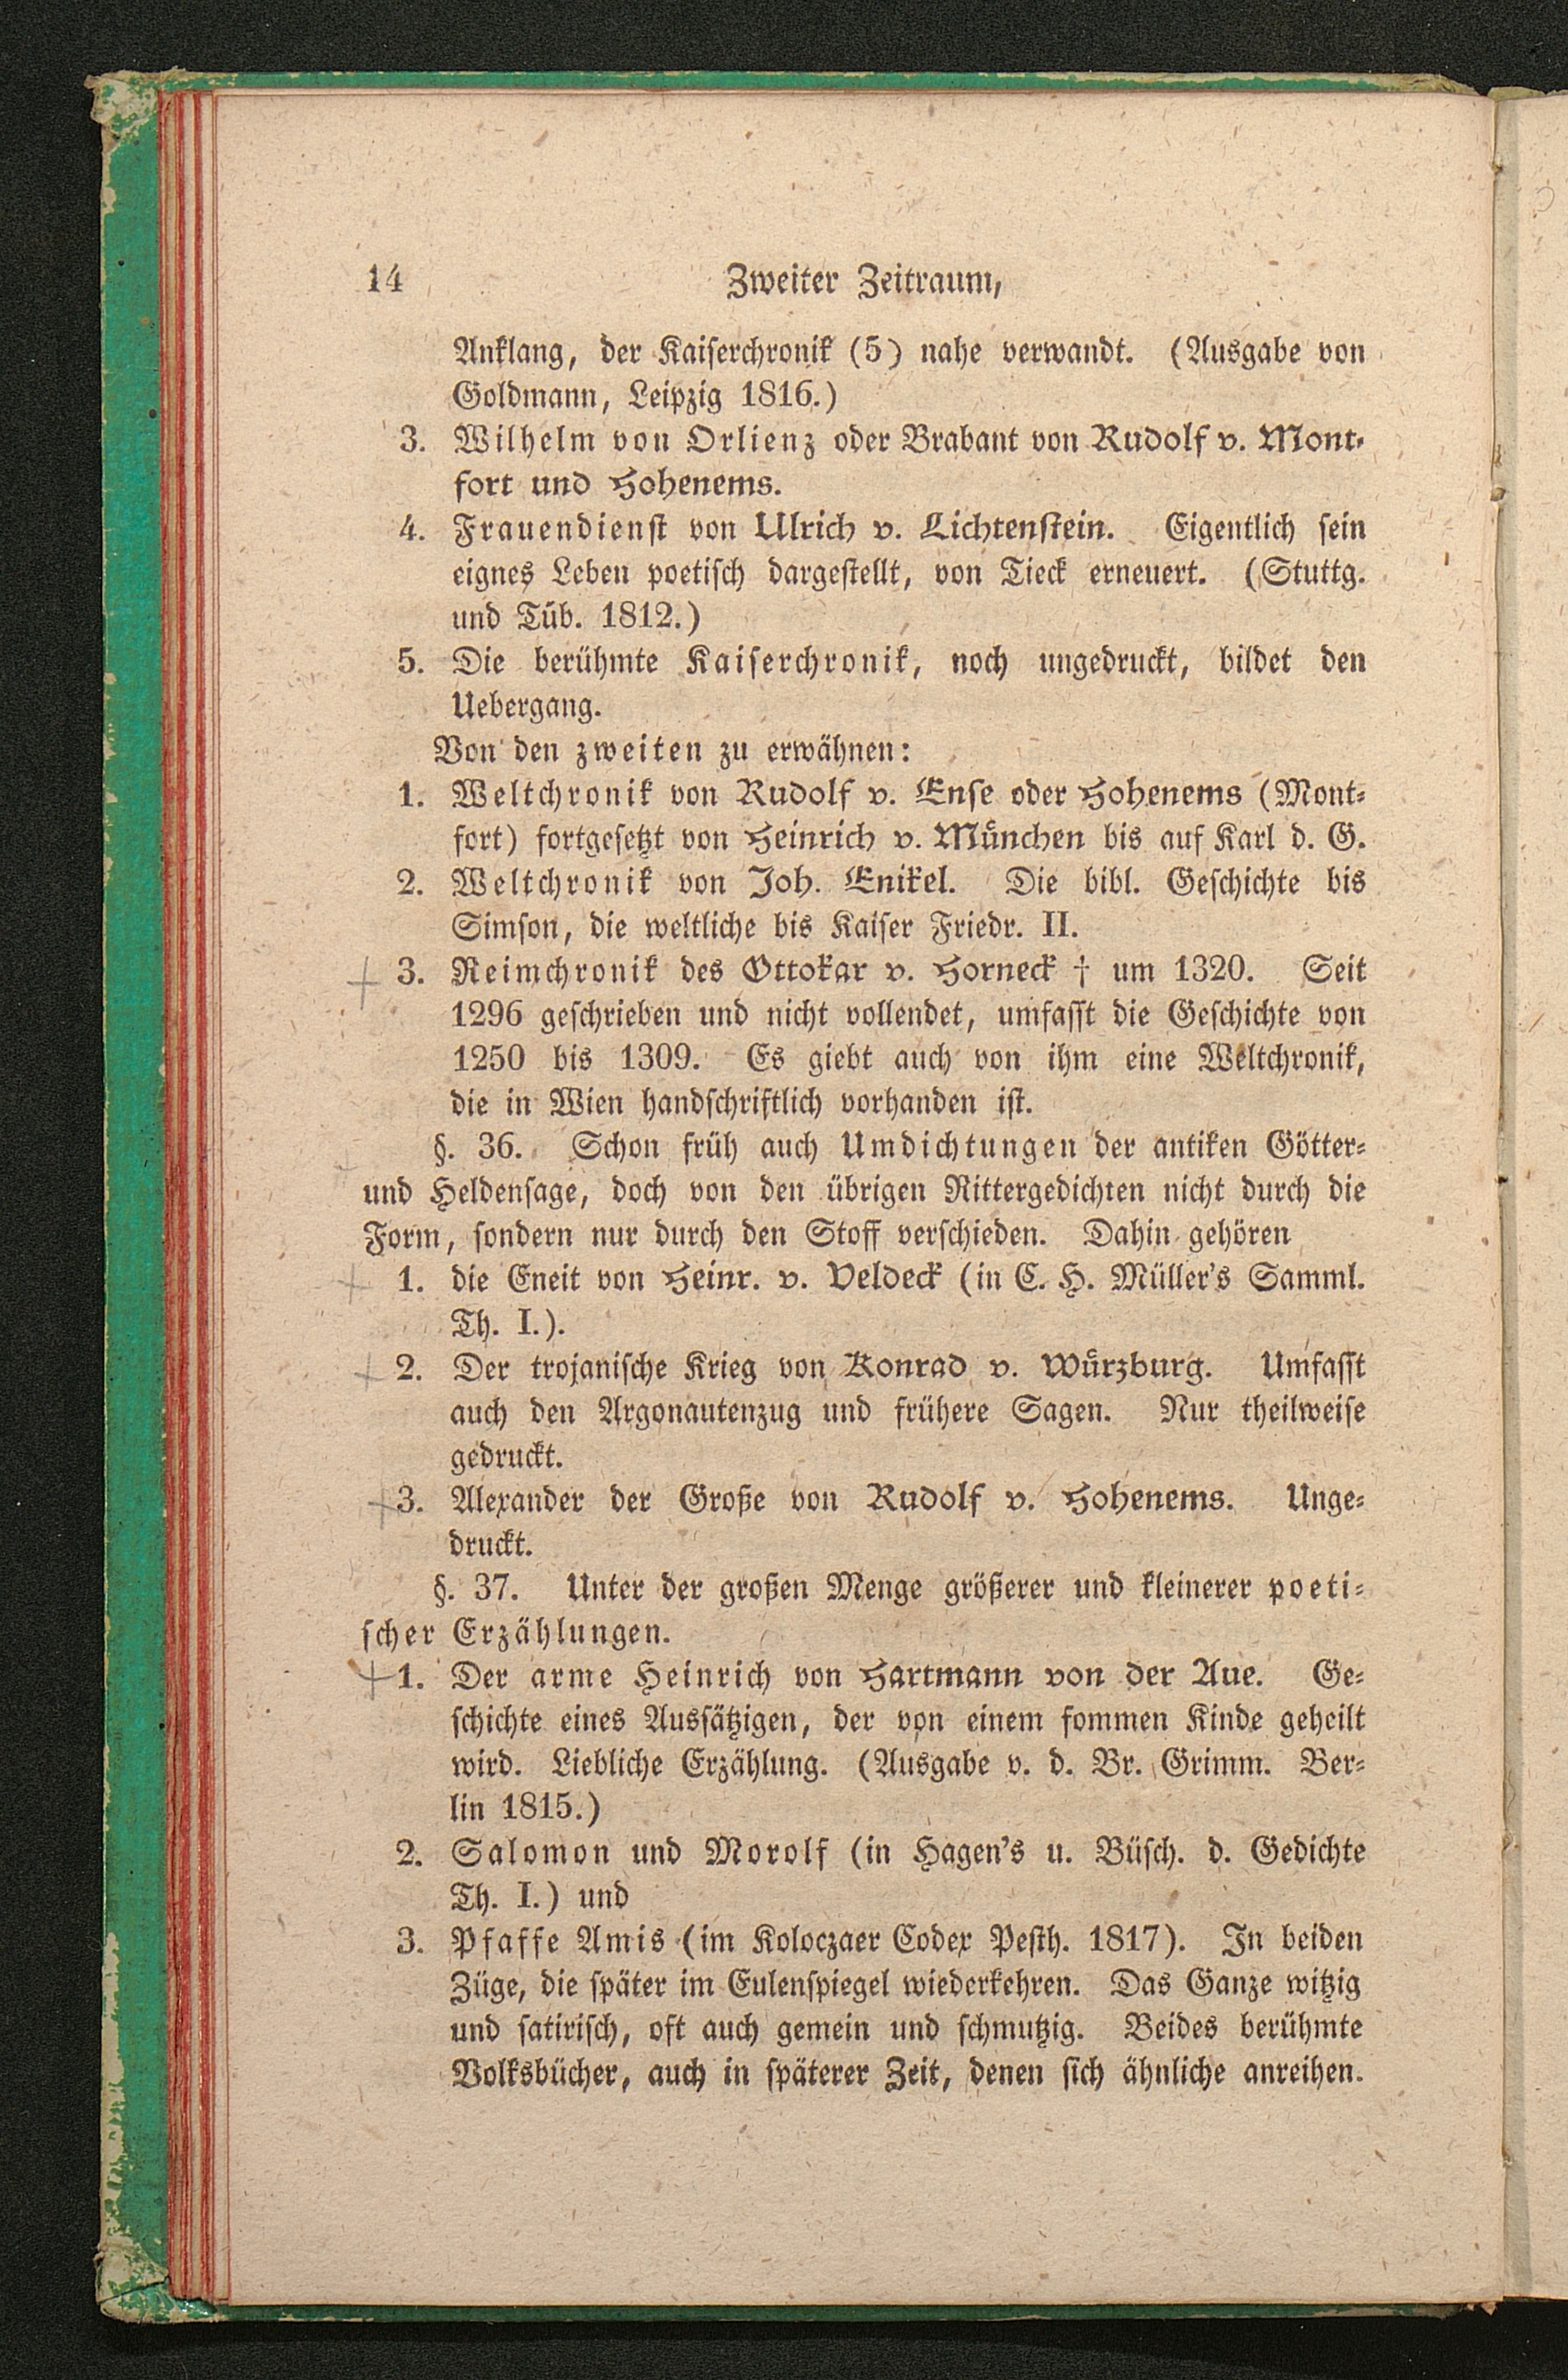 14 Zweiter Zeitraum,
Anklang, der Kaiserchronik (5) nahe verwandt. (Ausgabe von
Goldmann, Leipzig 1816.)
3. Wilhelm von Orlienz oder Brabant von Rudolf v. Mont-
fort und Hohenems.
4. Frauendienst von Ulrich v. Lichtenstein. Eigentlich sein
eignes Leben poetisch dargestellt, von Tieck erneuert. (Stuttg.
und Tüb. 1812.)
5. Die berühmte Kaiserchronik, noch ungedruckt, bildet den
Uebergang.
Von den zweiten zu erwähnen:
1. Weltchronik von Rudolf v. Ense oder Hohenems (Mont-
fort) fortgesetzt von Heinrich v. München bis auf Karl d. G.
2. Weltchronik von Joh. Enikel. Die bibl. Geschichte bis
Simson, die weltliche bis Kaiser Friedr. II.
3. Reimchronik des Ottokar v. Horneck † um 1320. Seit
1296 geschrieben und nicht vollendet, umfasst die Geschichte von
1250 bis 1309. Es giebt auch von ihm eine Weltchronik,
die in Wien handschriftlich vorhanden ist.
§. 36. Schon früh auch Umdichtungen der antiken Götter-
und Heldensage, doch von den übrigen Rittergedichten nicht durch die
Form, sondern nur durch den Stoff verschieden. Dahin gehören
1. die Eneit von Heinr. v. Veldeck (in C. H. Müller's Samml.
Th. I.).
2. Der trojanische Krieg von Konrad v. Würzburg. Umfasst
auch den Argonautenzug und frühere Sagen. Nur theilweise
gedruckt.
3. Alexander der Große von Rudolf v. Hohenems. Unge-
druckt.
§. 37. Unter der großen Menge größerer und kleinerer poeti-
scher Erzählungen.
1. Der arme Heinrich von Hartmann von der Aue. Ge-
schichte eines Aussätzigen, der von einem fommen Kinde geheilt
wird. Liebliche Erzählung. (Ausgabe v. d. Br. Grimm. Ber-
lin 1815.)
2. Salomon und Morolf (in Hagen's u. Büsch. d. Gedichte
Th. I.) und
3. Pfaffe Amis (im Koloczaer Codex Pesth. 1817). In beiden
Züge, die später im Eulenspiegel wiederkehren. Das Ganze witzig
und satirisch, oft auch gemein und schmutzig. Beides berühmte
Volksbücher, auch in späterer Zeit, denen sich ähnliche anreihen.